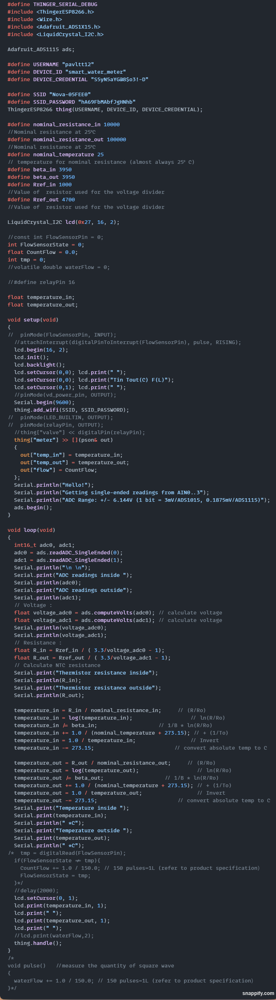 #define THINGER_SERIAL_DEBUG
#include <ThingerESP8266.h>
#include <Wire.h>
#include <Adafruit_ADS1X15.h>
#include <LiquidCrystal_I2C.h>

Adafruit_ADS1115 ads;

#define USERNAME "pavltt12"
#define DEVICE_ID "smart_water_meter"
#define DEVICE_CREDENTIAL "S5yN5aYG@8$o3!-D"

#define SSID "Nova-05FEE0"
#define SSID_PASSWORD "hA69FbMAbfJgHNhb"
ThingerESP8266 thing(USERNAME, DEVICE_ID, DEVICE_CREDENTIAL);

#define nominal_resistance_in 10000
//Nominal resistance at 25℃
#define nominal_resistance_out 100000
//Nominal resistance at 25℃
#define nominal_temperature 25
// temperature for nominal resistance (almost always 25° C)
#define beta_in 3950
#define beta_out 3950
#define Rref_in 1000
//Value of  resistor used for the voltage divider
#define Rref_out 4700
//Value of  resistor used for the voltage divider

LiquidCrystal_I2C lcd(0x27, 16, 2);

//const int FlowSensorPin = 0;
int FlowSensorState = 0;
float CountFlow = 0.0;
int tmp = 0;
//volatile double waterFlow = 0;

//#define relayPin 16

float temperature_in;
float temperature_out;

void setup(void)
{
//  pinMode(FlowSensorPin, INPUT);
  //attachInterrupt(digitalPinToInterrupt(FlowSensorPin), pulse, RISING);
  lcd.begin(16, 2);
  lcd.init();
  lcd.backlight();
  lcd.setCursor(0,0); lcd.print(" ");
  lcd.setCursor(0,0); lcd.print("Tin Tout(C) F(L)");
  lcd.setCursor(0,1); lcd.print(" ");
  //pinMode(vd_power_pin, OUTPUT);
  Serial.begin(9600);
  thing.add_wifi(SSID, SSID_PASSWORD);
//  pinMode(LED_BUILTIN, OUTPUT);
//  pinMode(relayPin, OUTPUT);
  //thing["valve"] << digitalPin(relayPin);
  thing["meter"] >> [](pson& out)
  {
    out["temp_in"] = temperature_in;
    out["temp_out"] = temperature_out;
    out["flow"] = CountFlow;
  };
  Serial.println("Hello!");
  Serial.println("Getting single-ended readings from AIN0..3");
  Serial.println("ADC Range: +/- 6.144V (1 bit = 3mV/ADS1015, 0.1875mV/ADS1115)");
  ads.begin();
}

void loop(void)
{
  int16_t adc0, adc1;
  adc0 = ads.readADC_SingleEnded(0);
  adc1 = ads.readADC_SingleEnded(1);
  Serial.println("\n \n");
  Serial.print("ADC readings inside ");
  Serial.println(adc0);
  Serial.print("ADC readings outside");
  Serial.println(adc1);
  // Voltage :
  float voltage_adc0 = ads.computeVolts(adc0); // calculate voltage
  float voltage_adc1 = ads.computeVolts(adc1); // calculate voltage
  Serial.println(voltage_adc0);
  Serial.println(voltage_adc1);
  // Resistance :
  float R_in = Rref_in / ( 3.3/voltage_adc0 - 1);
  float R_out = Rref_out / ( 3.3/voltage_adc1 - 1);
  // Calculate NTC resistance
  Serial.print("Thermistor resistance inside");
  Serial.println(R_in);
  Serial.print("Thermistor resistance outside");
  Serial.println(R_out);

  temperature_in = R_in / nominal_resistance_in;     // (R/Ro)
  temperature_in = log(temperature_in);                  // ln(R/Ro)
  temperature_in /= beta_in;                   // 1/B * ln(R/Ro)
  temperature_in += 1.0 / (nominal_temperature + 273.15); // + (1/To)
  temperature_in = 1.0 / temperature_in;                 // Invert
  temperature_in -= 273.15;                         // convert absolute temp to C

  temperature_out = R_out / nominal_resistance_out;     // (R/Ro)
  temperature_out = log(temperature_out);                  // ln(R/Ro)
  temperature_out /= beta_out;                   // 1/B * ln(R/Ro)
  temperature_out += 1.0 / (nominal_temperature + 273.15); // + (1/To)
  temperature_out = 1.0 / temperature_out;                 // Invert
  temperature_out -= 273.15;                         // convert absolute temp to C
  Serial.print("Temperature inside ");
  Serial.print(temperature_in);
  Serial.println(" *C");
  Serial.print("Temperature outside ");
  Serial.print(temperature_out);
  Serial.println(" *C");
/*  tmp = digitalRead(FlowSensorPin);
  if(FlowSensorState != tmp){
    CountFlow += 1.0 / 150.0; // 150 pulses=1L (refer to product specification)
    FlowSensorState = tmp;
  }*/
  //delay(2000);
  lcd.setCursor(0, 1);
  lcd.print(temperature_in, 1);
  lcd.print(" ");
  lcd.print(temperature_out, 1);
  lcd.print(" ");
  //lcd.print(waterFlow,2);
  thing.handle();
}
/*
void pulse()   //measure the quantity of square wave
{
  waterFlow += 1.0 / 150.0; // 150 pulses=1L (refer to product specification)
}*/
snappify.com